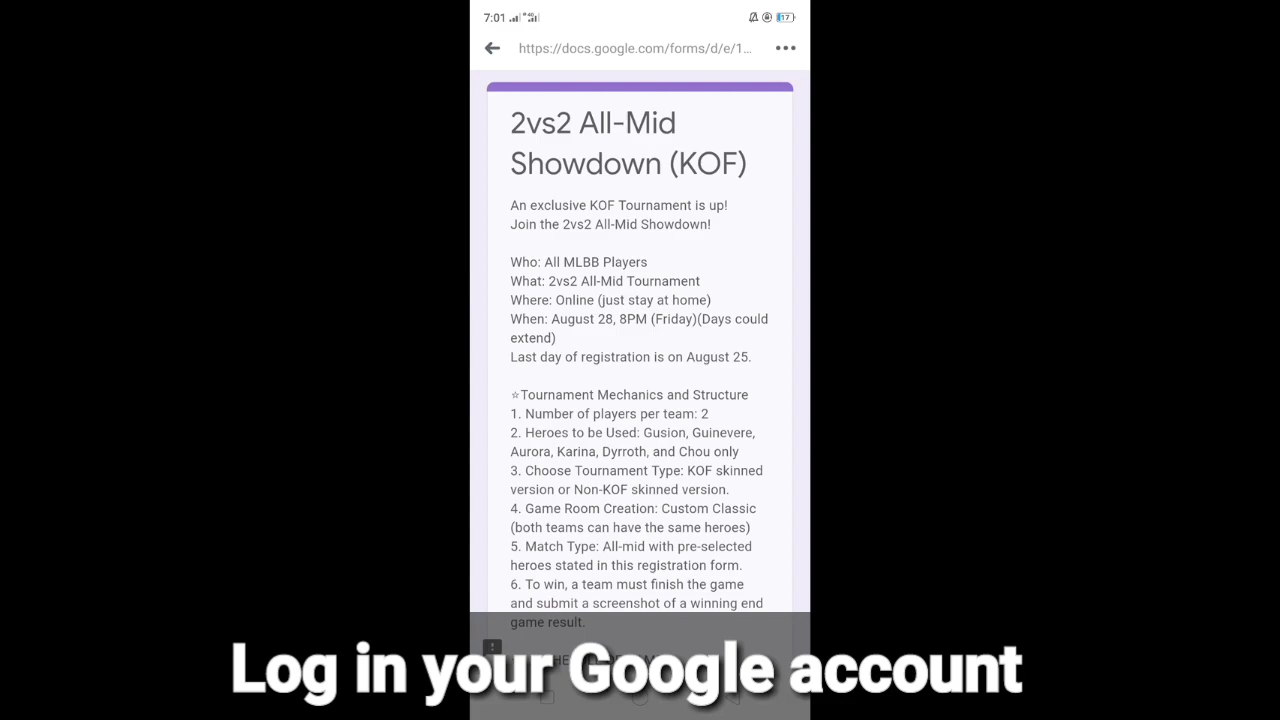 7:01
17
https://docs.google.com/forms/d/e/1...
2vs2 All-Mid
Showdown (KOF)
An exclusive KOF Tournament is up!
Join the 2vs2 All-Mid Showdown!
Who: All MLBB Players
What: 2vs2 All-Mid Tournament
Where: Online (just stay at home)
When: August 28, 8PM (Friday)(Days could
extend)
Last day of registration is on August 25.
☆Tournament Mechanics and Structure
1. Number of players per team: 2
2. Heroes to be Used: Gusion, Guinevere,
Aurora, Karina, Dyrroth, and Chou only
3. Choose Tournament Type: KOF skinned
version or Non-KOF skinned version.
4. Game Room Creation: Custom Classic
(both teams can have the same heroes)
5. Match Type: All-mid with pre-selected
heroes stated in this registration form.
6. To win, a team must finish the game
and submit a screenshot of a winning end
game result.
Log in your Google account